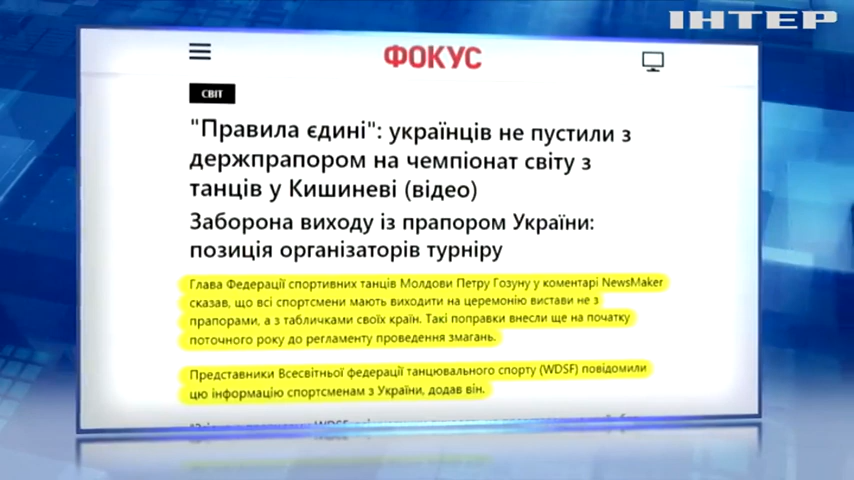 ІНТЕР
ФОКУС
СВІТ
"Правила єдині": українців не пустили з
держпрапором на чемпіонат світу з
танців у Кишиневі (відео)
Заборона виходу із прапором України:
позиція організаторів турніру
Глава Федерації спортивних танців Молдови Петру Гозуну у коментарі NewsMaker
сказав, що всі спортсмени мають виходити на церемонію вистави не з
прапорами, а з табличками своїх країн. Такі поправки внесли ще на початку
поточного року до регламенту проведення змагань.
Представники Всесвітньої федерації танцювального спорту (WDSF) повідомили
цю інформацію спортсменам з України, додав він.